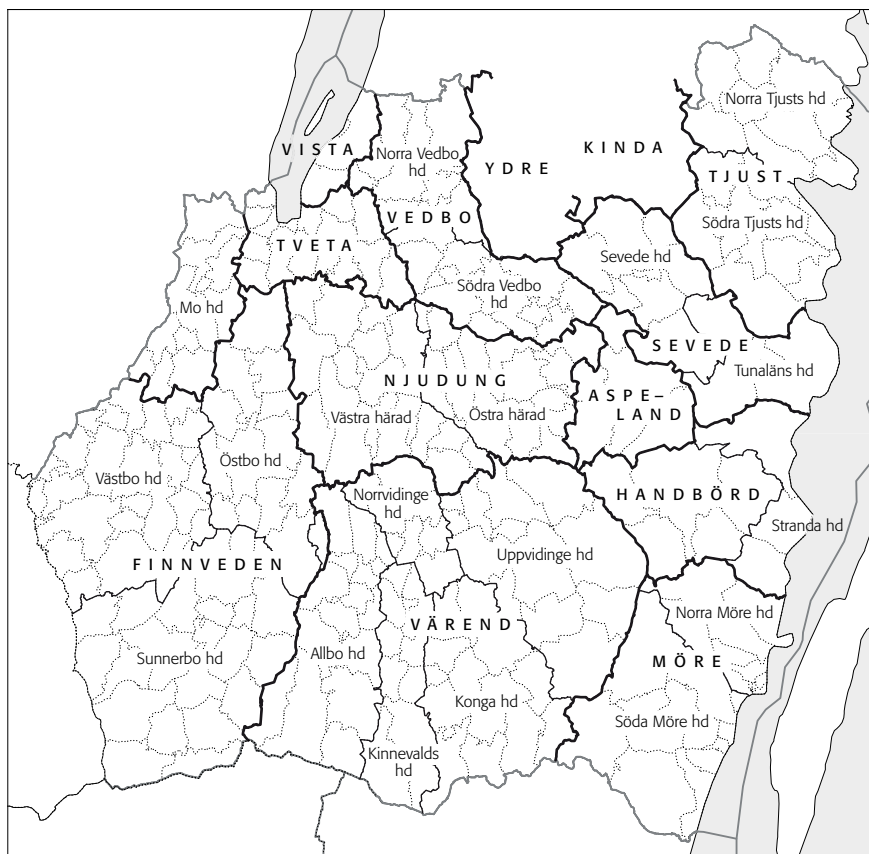 Norra Tjusts hd
VISTA
Norra Vedbo
hd
YDRE
KINDA
TJUST
VEDBO
Södra Tjusts hd
TVETA
Sevede hd
Södra Vedbo
hd
Mo hd
SEVEDE
Tunaläns hd
NJUDUNG
ASPE–
LAND
Västra härad
Östra härad
Östbo hd
Västbo hd
Norrvidinge
hd
HANDBÖRD
Stranda hd
Uppvidinge hd
FINNVEDEN
Norra Möre hd
VÄREND
Allbo hd
Sunnerbo hd
MÖRE
Konga hd
Söda Möre hd
Kinnevalds
hd